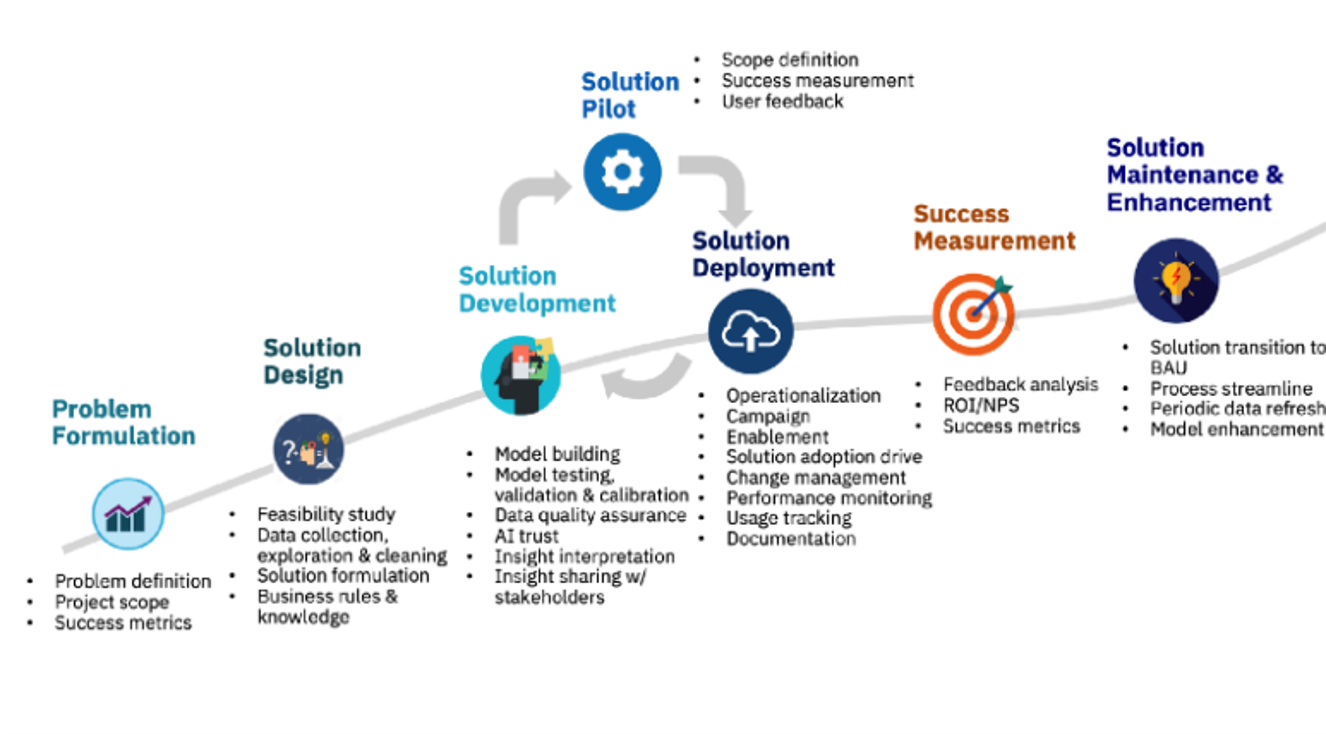 Problem
Formulation
• Problem definition
• Project scope
• Success metrics
Solution
Design
?
• Feasibility study
• Data collection,
exploration & cleaning
• Solution formulation
• Business rules &
knowledge
Solution
Development
• Model building
• Model testing,
validation & calibration
• Data quality assurance
• AI trust
• Insight interpretation
• Insight sharing w/
stakeholders
Solution
Pilot
• Scope definition
• Success measurement
• User feedback
Solution
Deployment
• Operationalization
• Campaign
• Enablement
• Solution adoption drive
• Change management
• Performance monitoring
• Usage tracking
• Documentation
Success
Measurement
• Feedback analysis
• ROI/NPS
• Success metrics
Solution
Maintenance &
Enhancement
• Solution transition to
BAU
• Process streamline
• Periodic data refresh
• Model enhancement